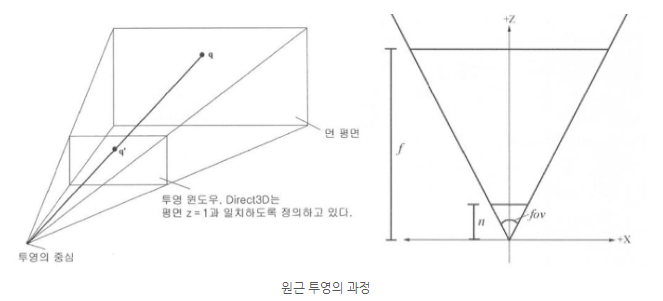 q
q'
먼 평면
투영 윈도우. Direct3D는
평면 z = 1과 일치하도록 정의하고 있다.
투영의 중심
+Z
f
n
fov
+X
원근 투영의 과정